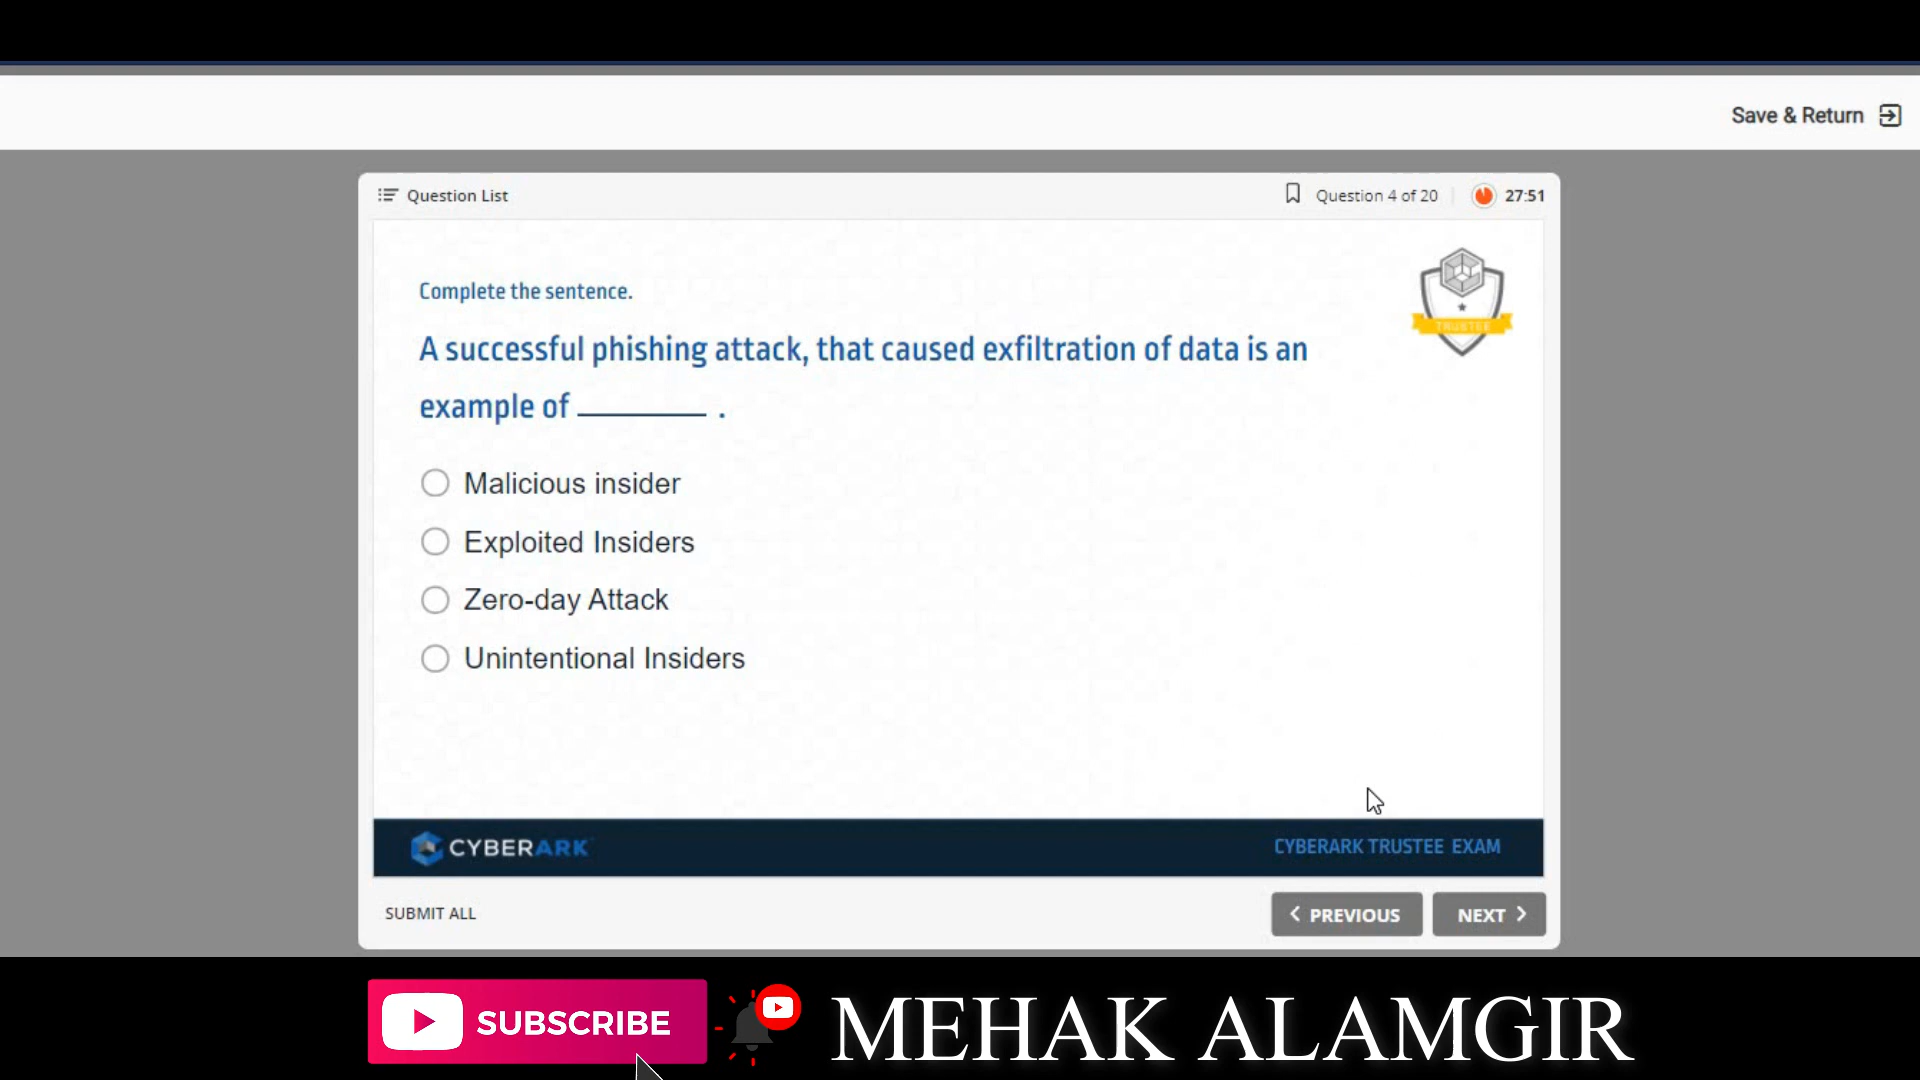 Save & Return
Question List
Question 4 of 20
27:51
Complete the sentence.
A successful phishing attack, that caused exfiltration of data is an
example of ________ .
TRUSTEE
Malicious insider
Exploited Insiders
Zero-day Attack
Unintentional Insiders
CYBERARK
CYBERARK TRUSTEE EXAM
SUBMIT ALL
PREVIOUS
NEXT
SUBSCRIBE
MEHAK ALAMGIR